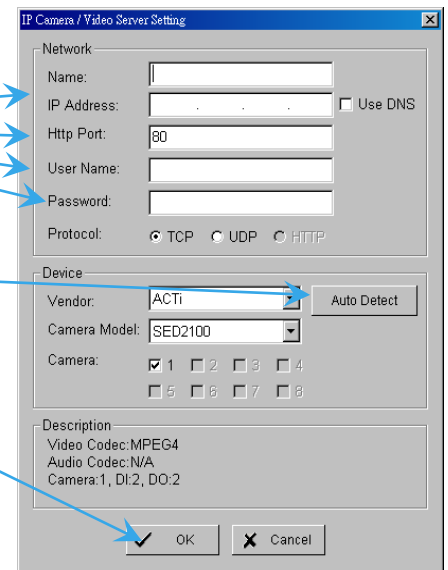 IP Camera / Video Server Setting
Network
Name:
IP Address: . . . Use DNS
Http Port: 80
User Name:
Password:
Protocol: TCP UDP HTTP
Device
Vendor: ACTi Auto Detect
Camera Model: SED2100
Camera: 1 2 3 4
5 6 7 8
Description
Video Codec:MPEG4
Audio Codec:N/A
Camera:1, DI:2, DO:2
OK Cancel